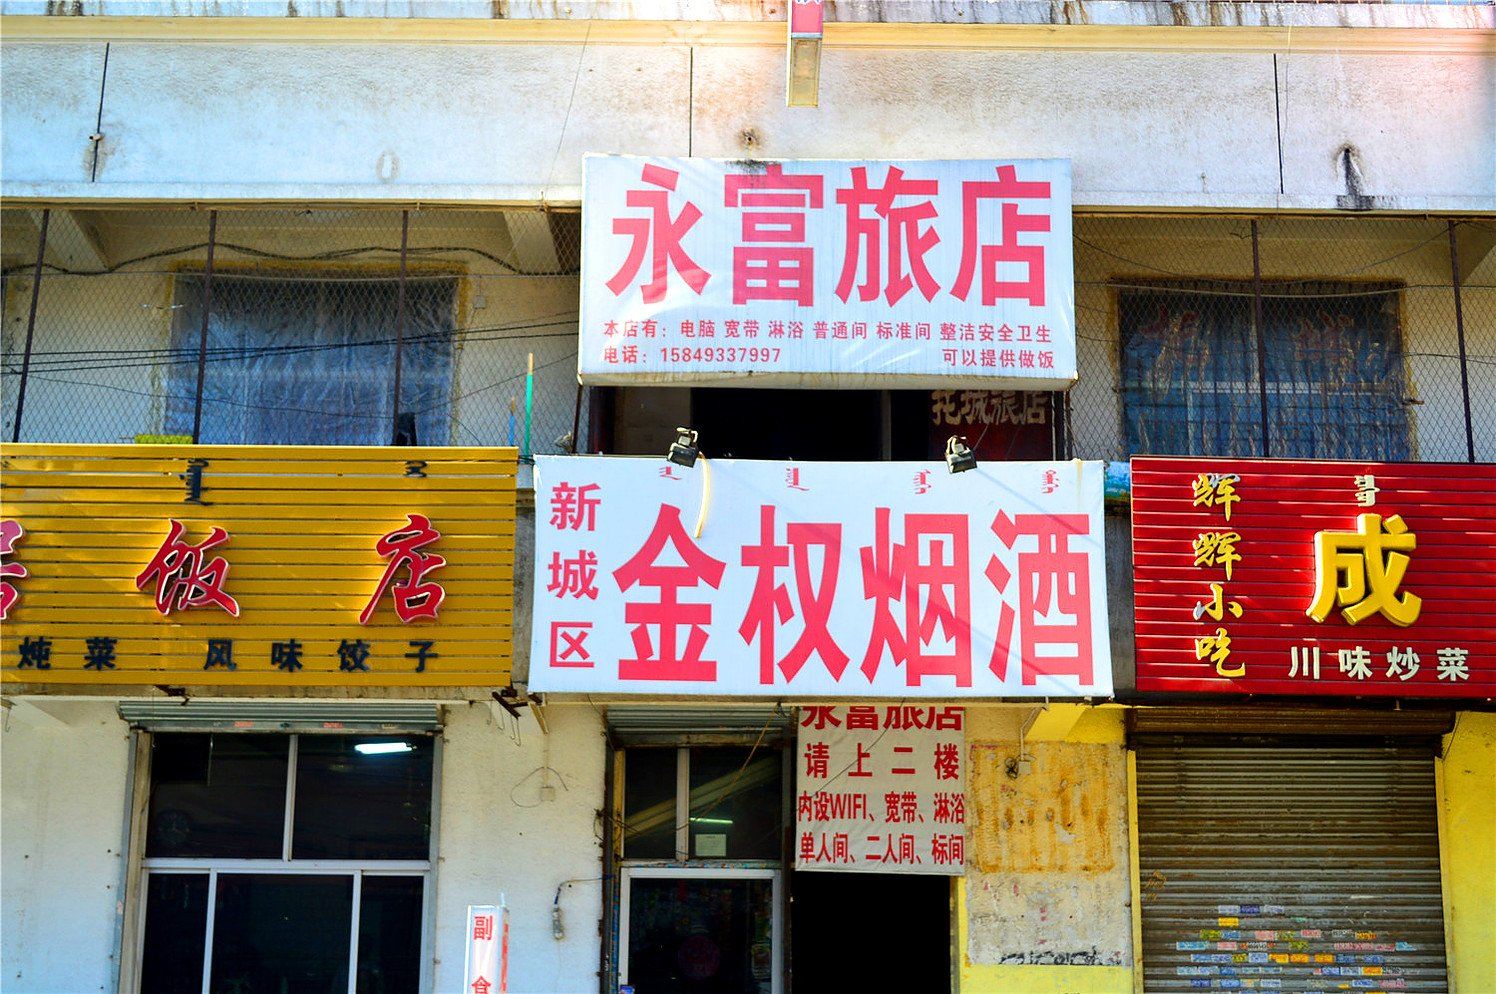 永富旅店
本店有：电脑 宽带 淋浴 普通间 标准间 整洁安全卫生
电话：15849337997 可以提供做饭
旅店
饭店
炖菜 风味饺子
新城区
金权烟酒
辉辉小吃
成
川味炒菜
永富旅店
请上二楼
内设WIFI、宽带、淋浴
单人间、二人间、标间
副食